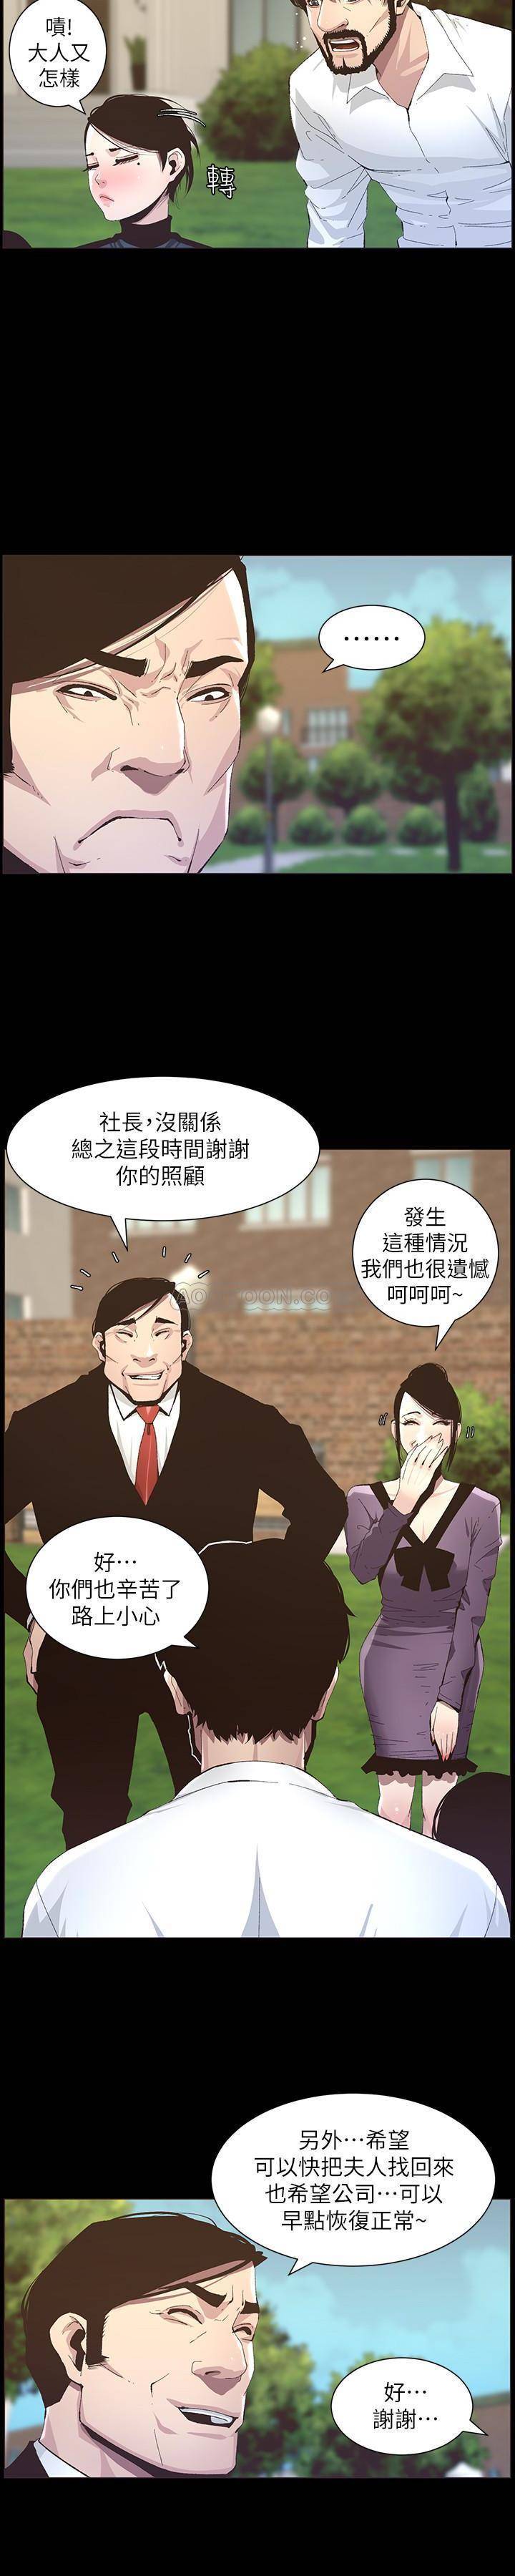 嘖!
大人又
怎樣
轉
……
社長,沒關係
總之這段時間謝謝
你的照顧
發生
這種情況
我們也很遺憾
呵呵呵~
好…
你們也辛苦了
路上小心
另外…希望
可以快把夫人找回來
也希望公司…可以
早點恢復正常~
好…
謝謝…